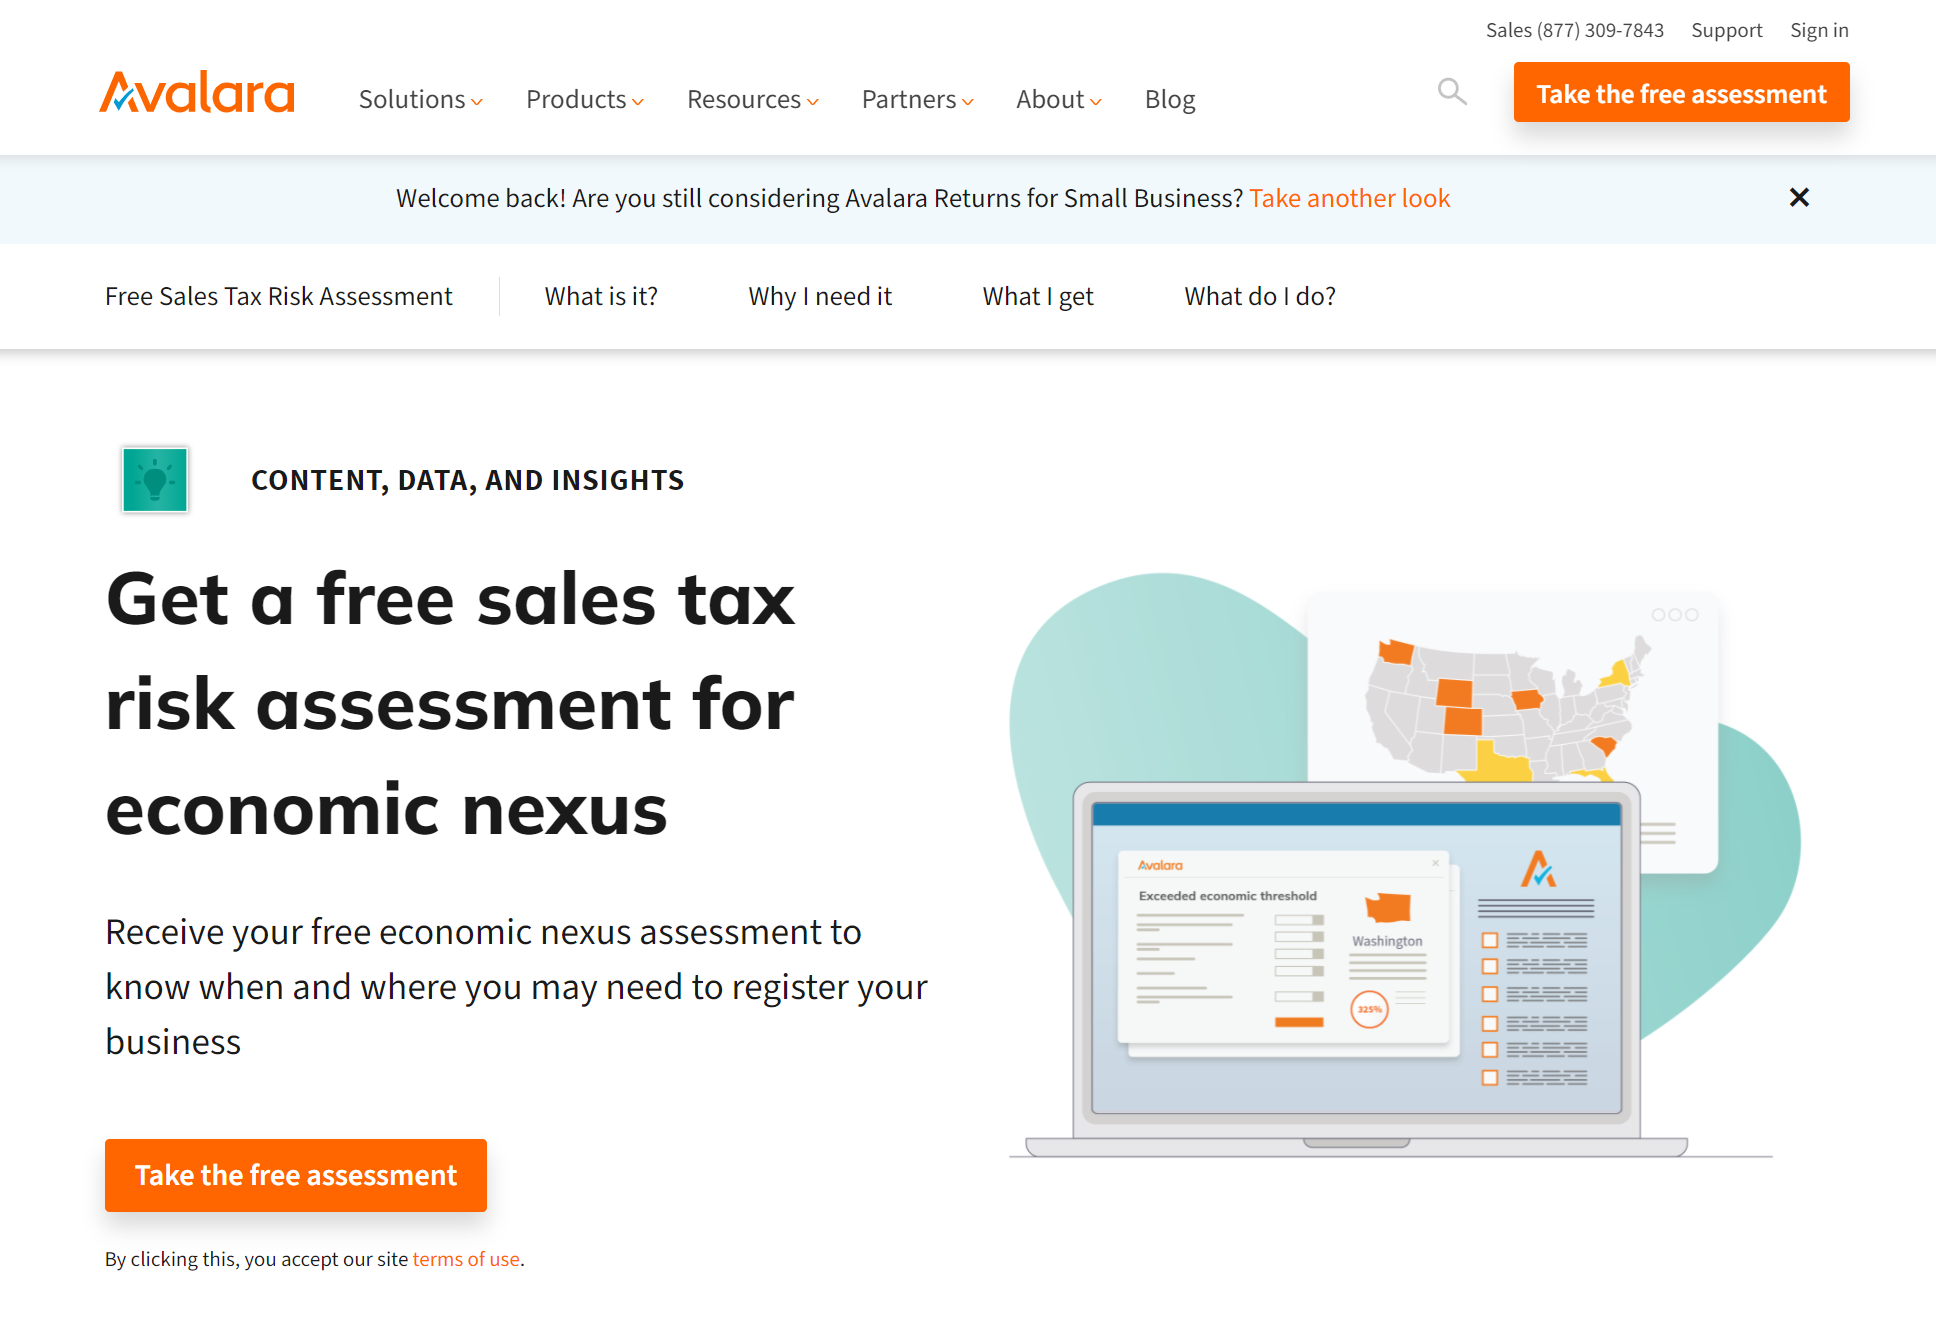 Sales (877) 309-7843 Support Sign in
Avalara Solutions Products Resources Partners About Blog Take the free assessment
Welcome back! Are you still considering Avalara Returns for Small Business? Take another look
Free Sales Tax Risk Assessment What is it? Why I need it What I get What do I do?
CONTENT, DATA, AND INSIGHTS
Get a free sales tax
risk assessment for
economic nexus
Receive your free economic nexus assessment to
know when and where you may need to register your
business
Take the free assessment
By clicking this, you accept our site terms of use.
Avalara
Exceeded economic threshold
Washington
325%